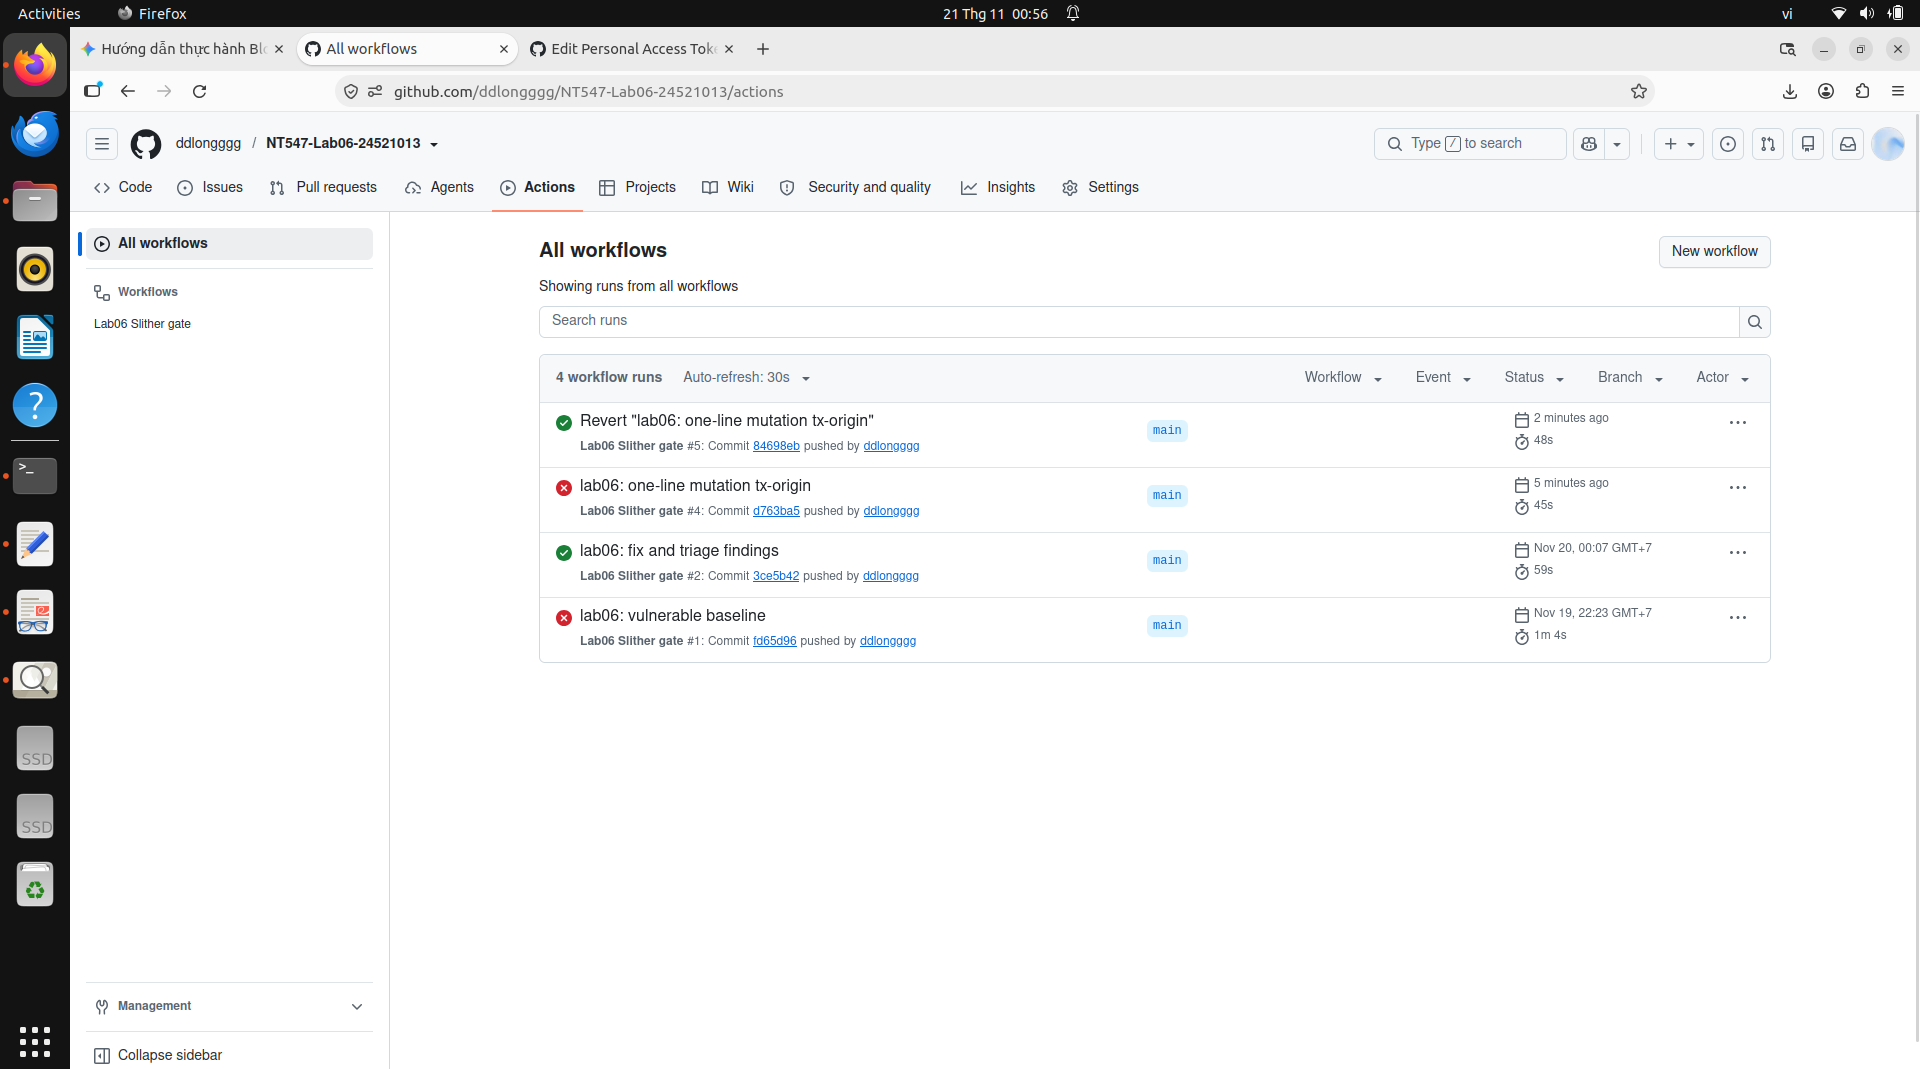 Activities
Firefox
21 Thg 11 00:56
vi
Hướng dẫn thực hành Blo
All workflows
Edit Personal Access Toke
github.com/ddlongggg/NT547-Lab06-24521013/actions
ddlongggg / NT547-Lab06-24521013
Type / to search
Code
Issues
Pull requests
Agents
Actions
Projects
Wiki
Security and quality
Insights
Settings
All workflows
Workflows
Lab06 Slither gate
Management
Collapse sidebar
All workflows
New workflow
Showing runs from all workflows
Search runs
4 workflow runs
Auto-refresh: 30s
Workflow
Event
Status
Branch
Actor
Revert "lab06: one-line mutation tx-origin"
Lab06 Slither gate #5: Commit 84698eb pushed by ddlongggg
main
2 minutes ago
48s
lab06: one-line mutation tx-origin
Lab06 Slither gate #4: Commit d763ba5 pushed by ddlongggg
main
5 minutes ago
45s
lab06: fix and triage findings
Lab06 Slither gate #2: Commit 3ce5b42 pushed by ddlongggg
main
Nov 20, 00:07 GMT+7
59s
lab06: vulnerable baseline
Lab06 Slither gate #1: Commit fd65d96 pushed by ddlongggg
main
Nov 19, 22:23 GMT+7
1m 4s
SSD
SSD